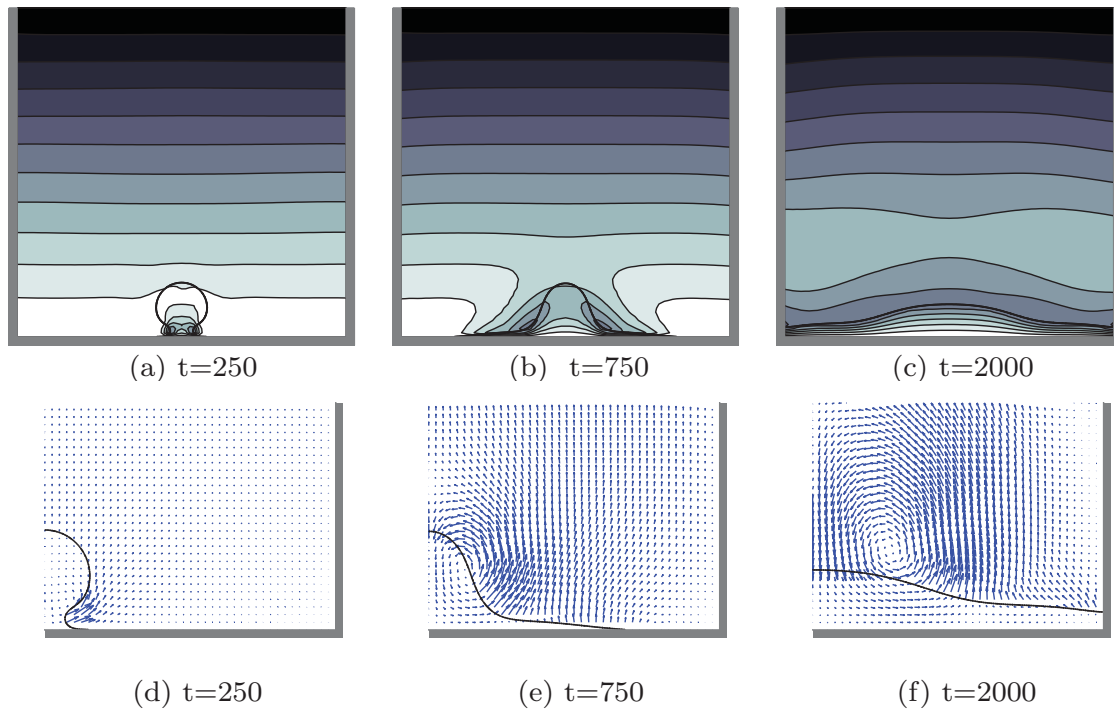 (a) t=250
(b) t=750
(c) t=2000
(d) t=250
(e) t=750
(f) t=2000